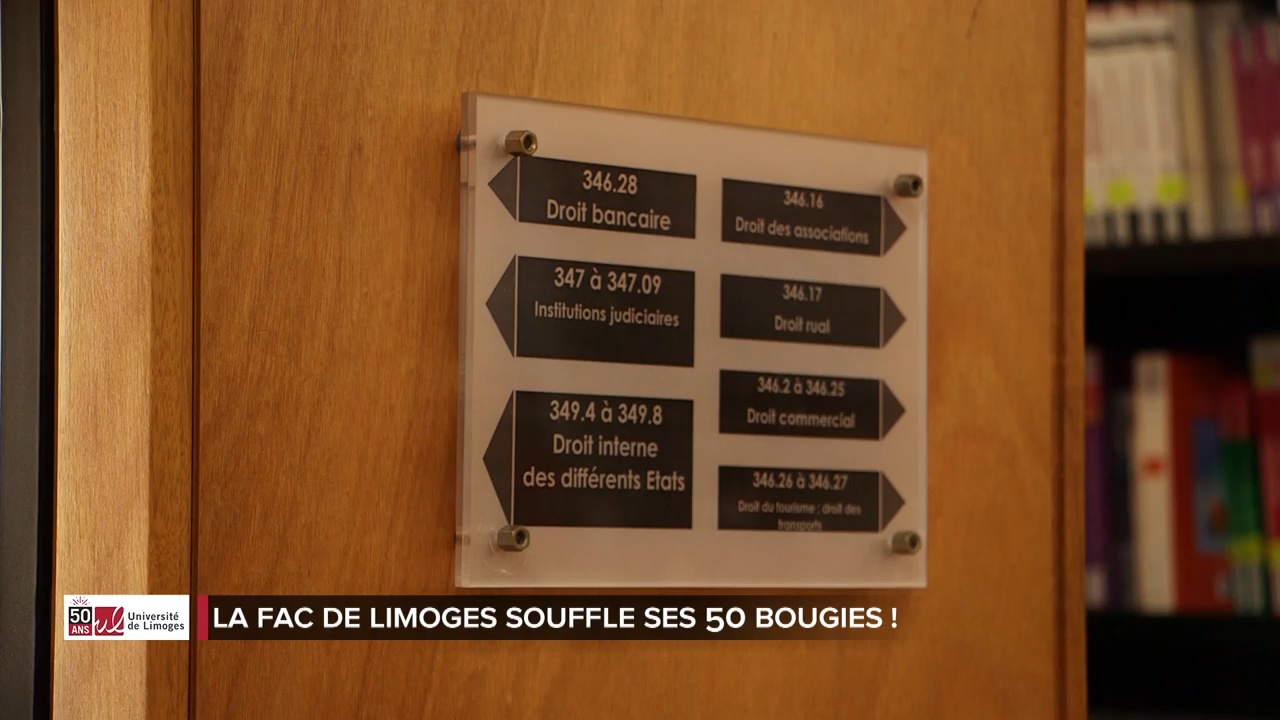 346.28
Droit bancaire
347 à 347.09
Institutions judiciaires
349.4 à 349.8
Droit interne
des différents Etats
346.16
Droit des associations
346.17
Droit rual
346.2 à 346.25
Droit commercial
346.26 à 346.27
Droit du tourisme ; droit des
transports
50
ANS
ul
Université
de Limoges
LA FAC DE LIMOGES SOUFFLE SES 50 BOUGIES !